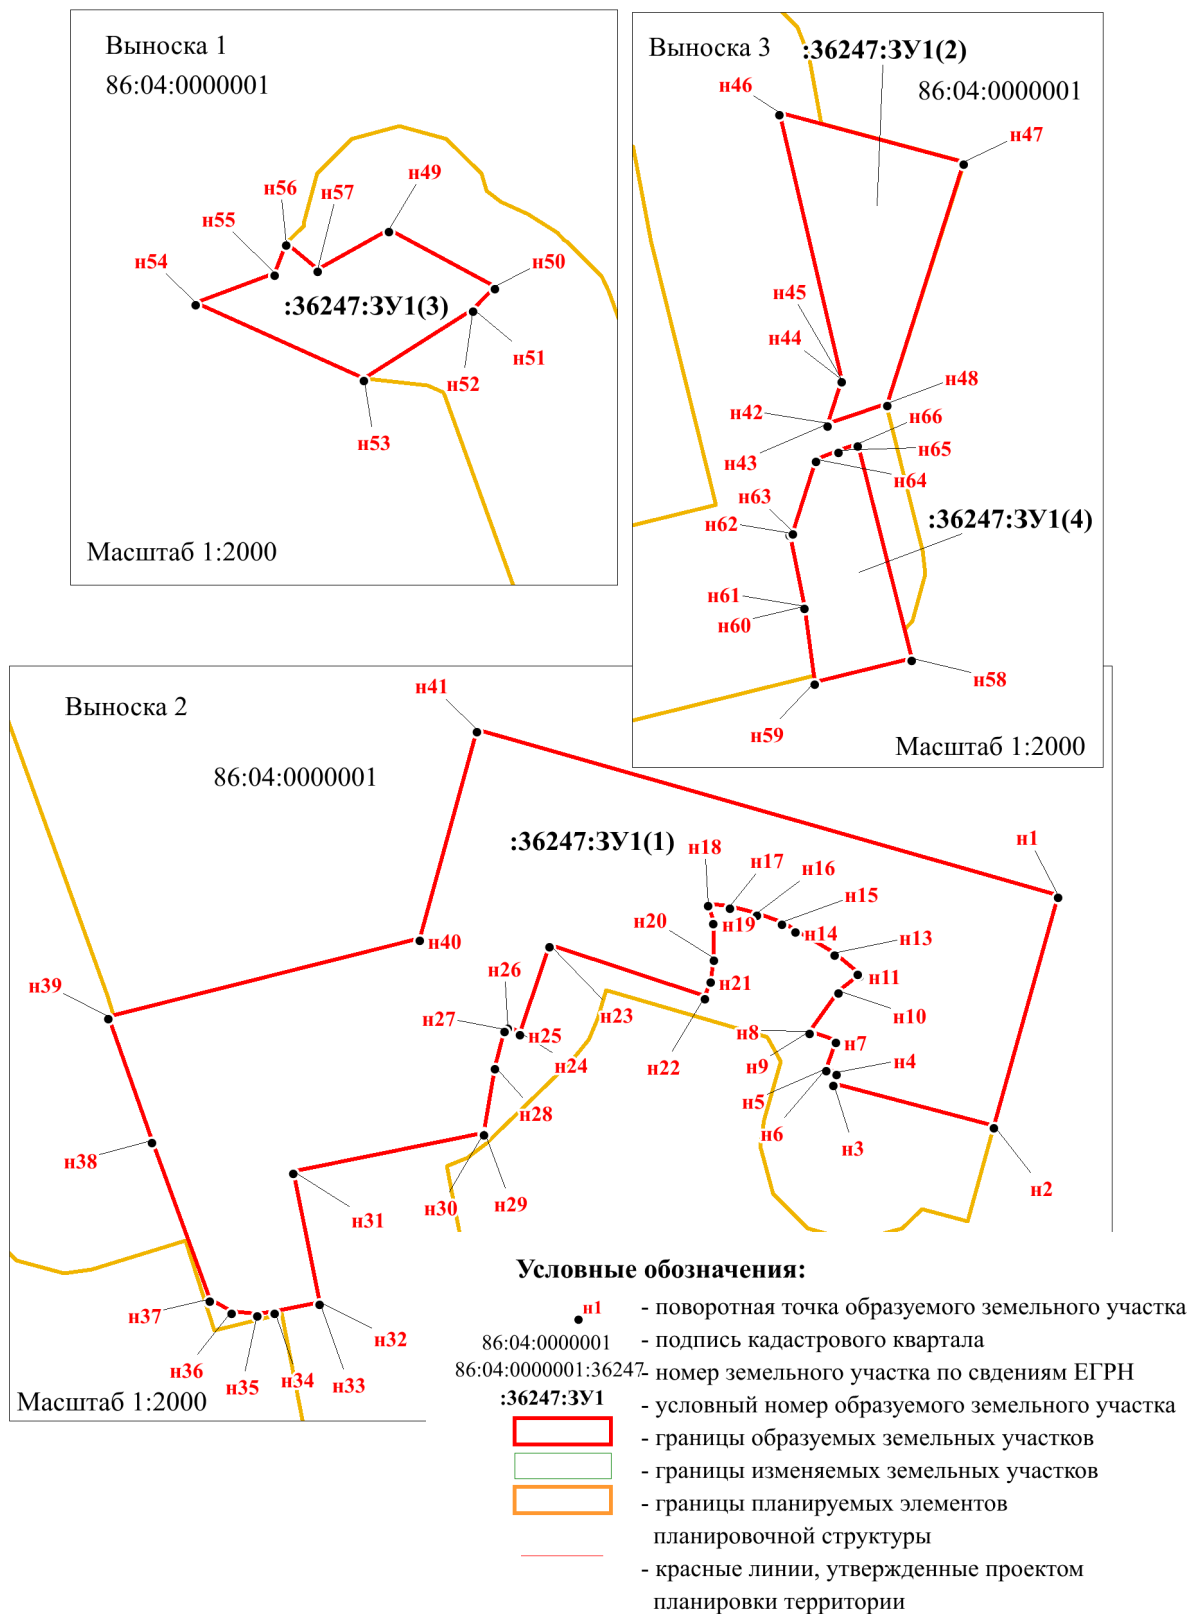 Выноска 1
86:04:0000001
н49
н56
н57
н55
н54
н50
:36247:ЗУ1(3)
н51
н52
н53
Масштаб 1:2000
Выноска 3
:36247:ЗУ1(2)
86:04:0000001
н46
н47
н45
н44
н48
н42
н66
н43
н65
н64
н63
н62
:36247:ЗУ1(4)
н61
н60
н58
н59
Масштаб 1:2000
Выноска 2
н41
86:04:0000001
:36247:ЗУ1(1)
н1
н18
н17
н16
н15
н20
н19
н14
н13
н40
н26
н21
н11
н39
н27
н25
н23
н10
н8
н7
н24
н22
н9
н4
н5
н28
н6
н3
н38
н2
н31
н30
н29
н37
н32
н36
н35
н34
н33
Масштаб 1:2000
Условные обозначения:
н1 - поворотная точка образуемого земельного участка
86:04:0000001 - подпись кадастрового квартала
86:04:0000001:36247 - номер земельного участка по свдениям ЕГРН
:36247:ЗУ1 - условный номер образуемого земельного участка
- границы образуемых земельных участков
- границы изменяемых земельных участков
- границы планируемых элементов
планировочной структуры
- красные линии, утвержденные проектом
планировки территории